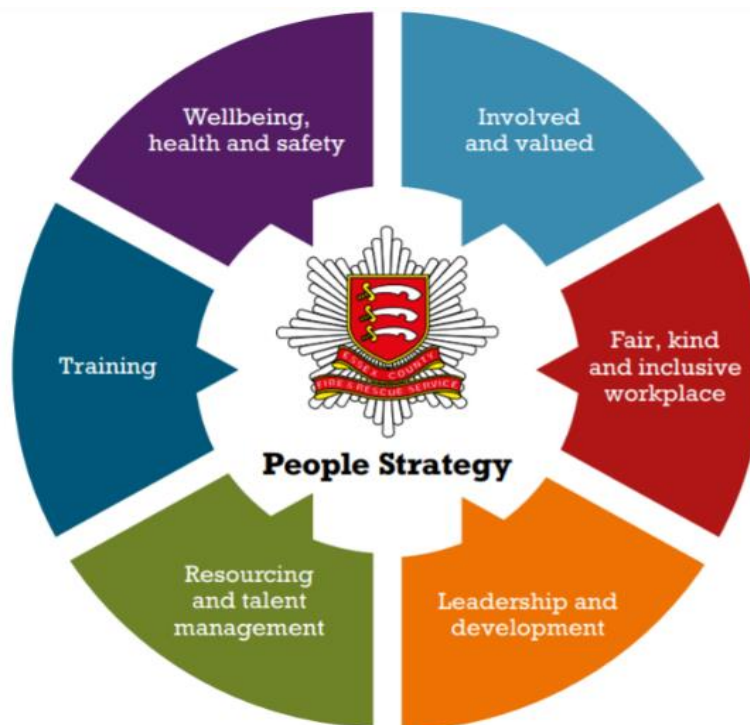 Wellbeing,
health and safety
Involved
and valued
Training
ESSEX COUNTY
FIRE & RESCUE SERVICE
Fair, kind
and inclusive
workplace
People Strategy
Resourcing
and talent
management
Leadership and
development